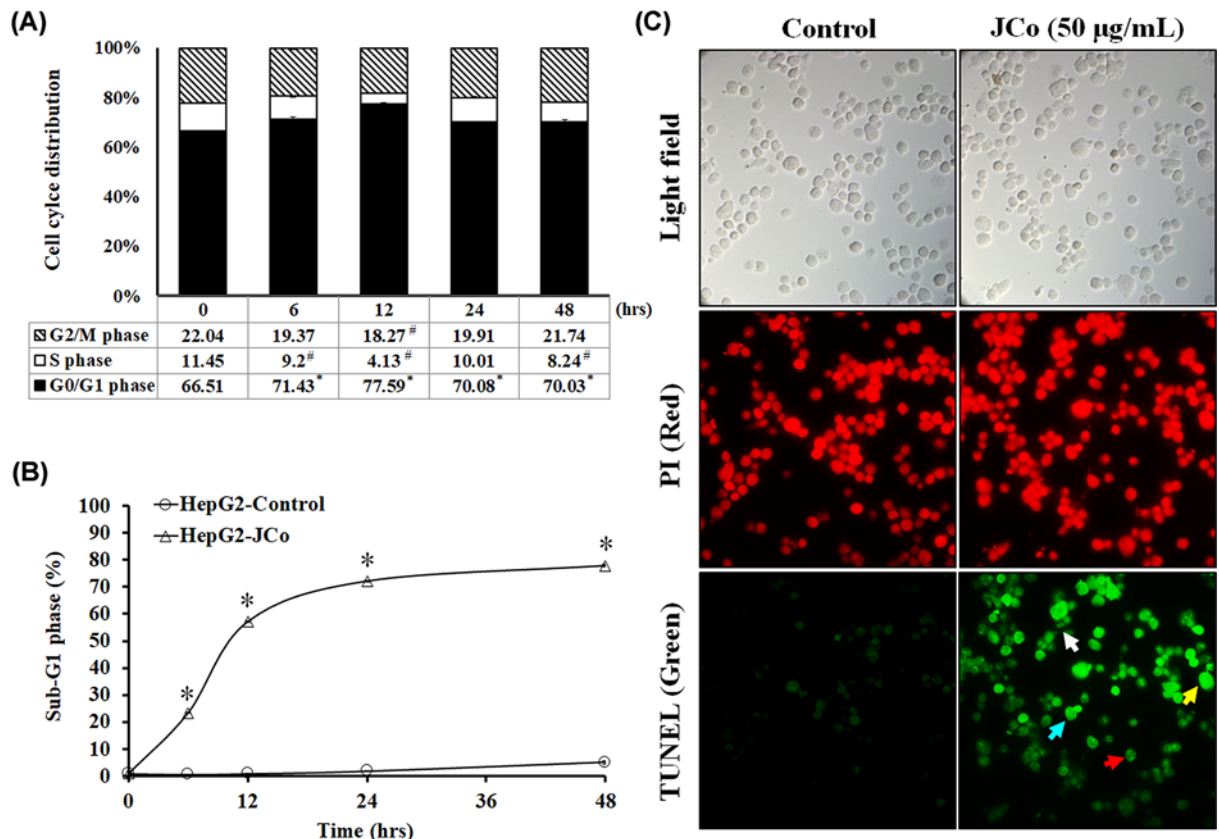 (A)
100%
80%
60%
40%
20%
0%
Cell cylce distribution
0 6 12 24 48 (hrs)
G2/M phase 22.04 19.37 18.27 # 19.91 21.74
S phase 11.45 9.2 # 4.13 # 10.01 8.24 #
G0/G1 phase 66.51 71.43 * 77.59 * 70.08 * 70.03 *
(B)
HepG2-Control
HepG2-JCo
100
90
80
70
60
50
40
30
20
10
0
Sub-G1 phase (%)
* * * *
0 12 24 36 48
Time (hrs)
(C)
Control JCo (50 μg/mL)
Light field
PI (Red)
TUNEL (Green)